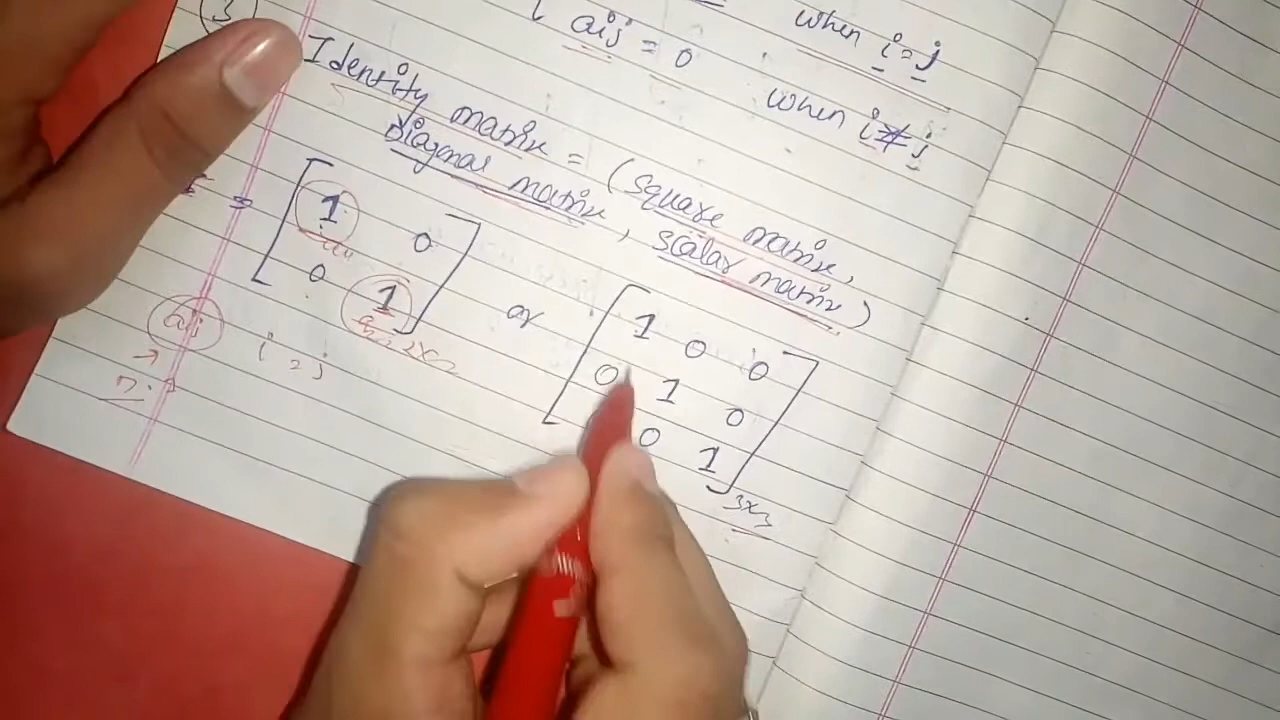 when i=j
aij = 0 when i≠j
3
Identity matrix = (square matrix,
Diagonal matrix, scalar matrix)
= [1 0
0 1] or [1 0 0
0 1 0
0 1] 3x3
aij i = j